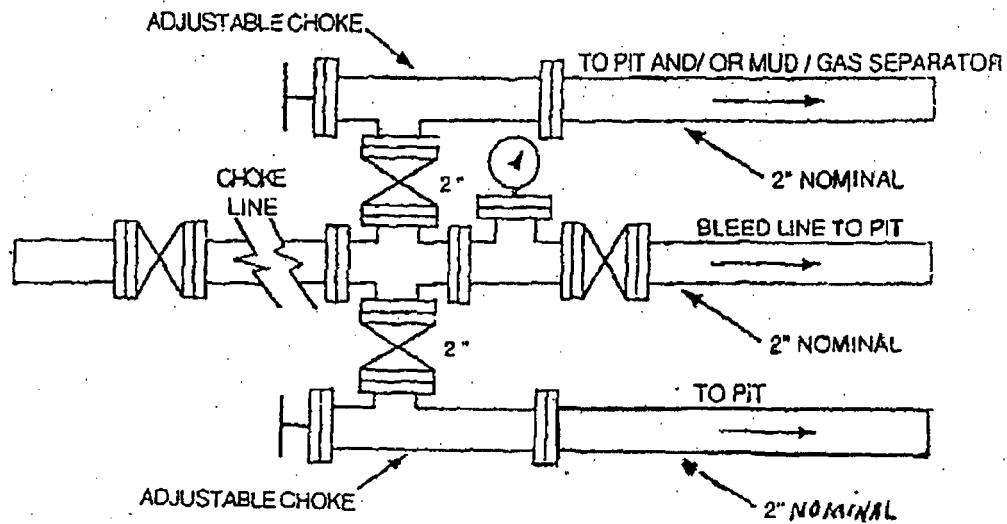 ADJUSTABLE CHOKE
TO PIT AND/ OR MUD / GAS SEPARATOR
2" NOMINAL
2"
CHOKE
LINE
BLEED LINE TO PIT
2" NOMINAL
2"
TO PIT
ADJUSTABLE CHOKE
2" NOMINAL